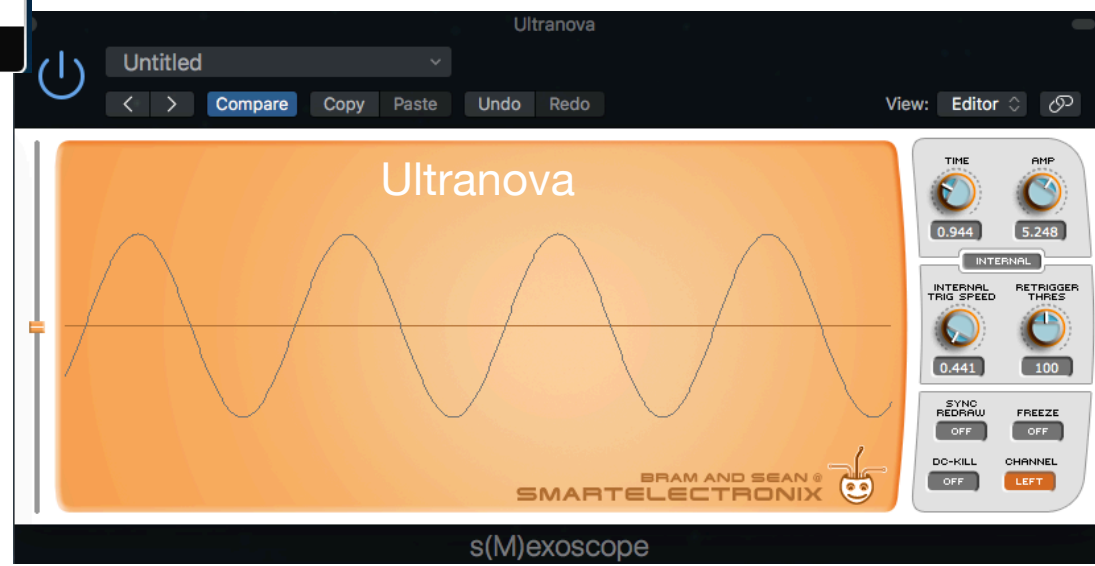 Ultranova
Untitled
< > Compare Copy Paste Undo Redo View: Editor
Ultranova
TIME AMP
0.944 5.248
INTERNAL
INTERNAL TRIG SPEED RETRIGGER THRES
0.441 100
SYNC REDRAW FREEZE
OFF OFF
DC-KILL CHANNEL
OFF LEFT
BRAM AND SEAN @
SMARTELECTRONIX
s(M)exoscope